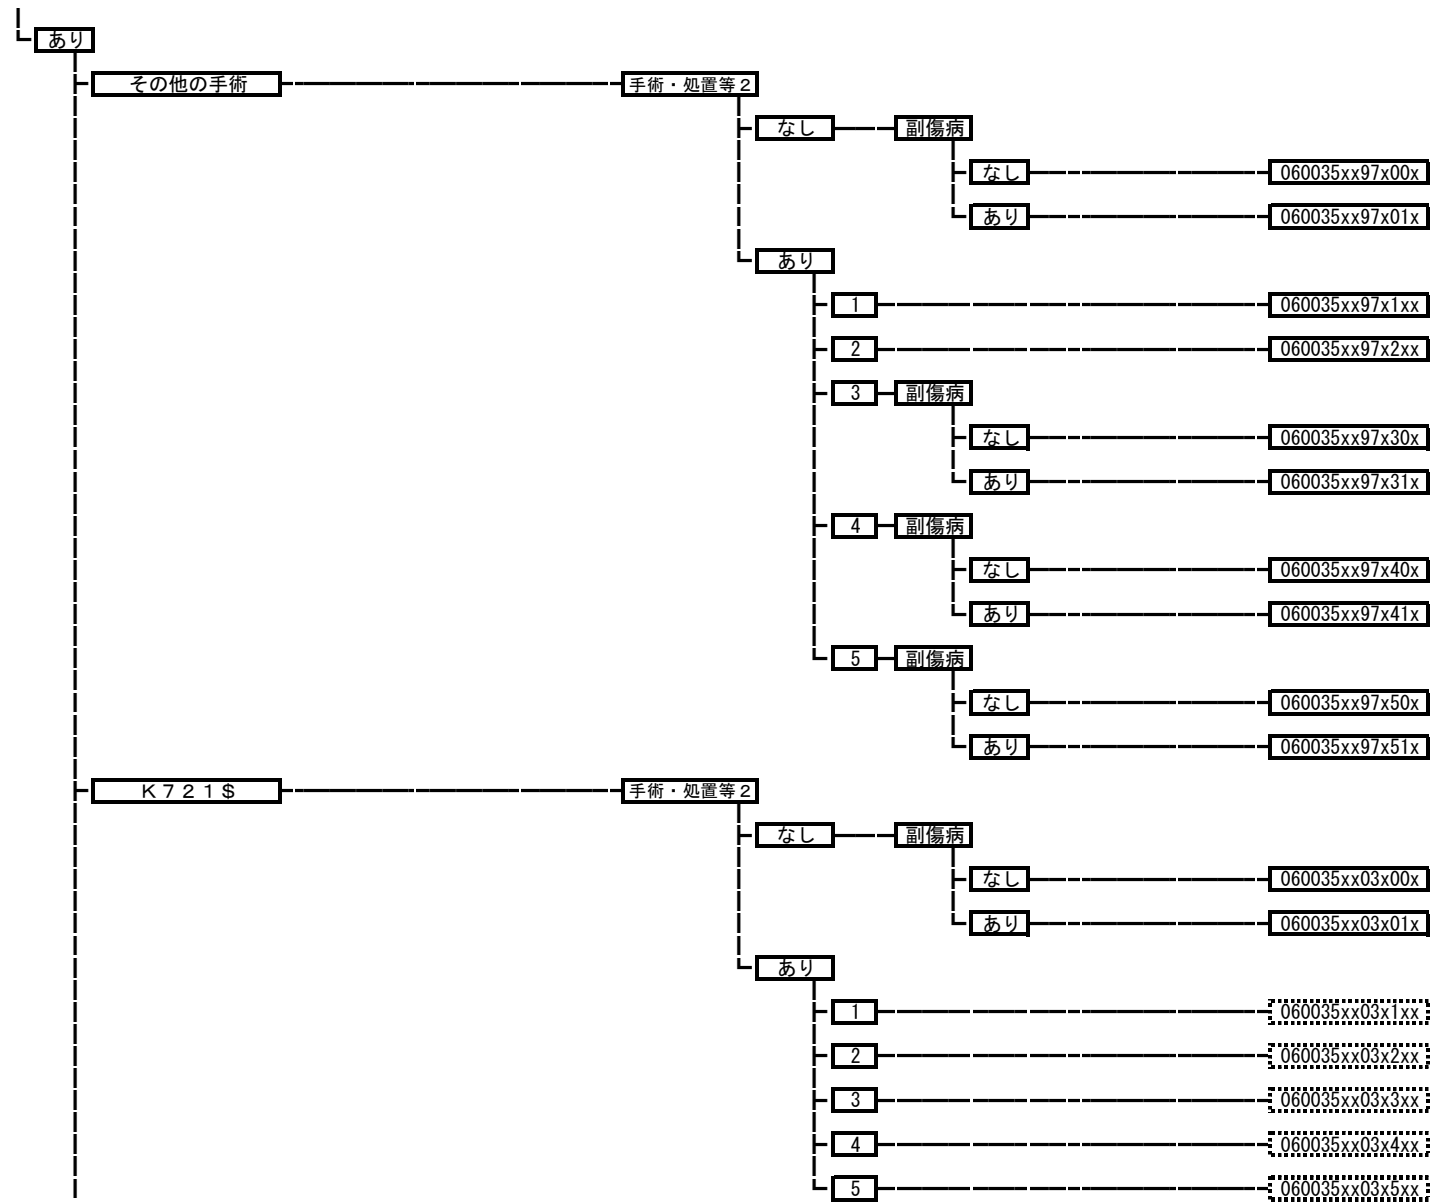 あり
その他の手術 手術・処置等2
なし 副傷病
なし 060035xx97x00x
あり 060035xx97x01x
あり
1 060035xx97x1xx
2 060035xx97x2xx
3 副傷病
なし 060035xx97x30x
あり 060035xx97x31x
4 副傷病
なし 060035xx97x40x
あり 060035xx97x41x
5 副傷病
なし 060035xx97x50x
あり 060035xx97x51x
K721$ 手術・処置等2
なし 副傷病
なし 060035xx03x00x
あり 060035xx03x01x
あり
1 060035xx03x1xx
2 060035xx03x2xx
3 060035xx03x3xx
4 060035xx03x4xx
5 060035xx03x5xx